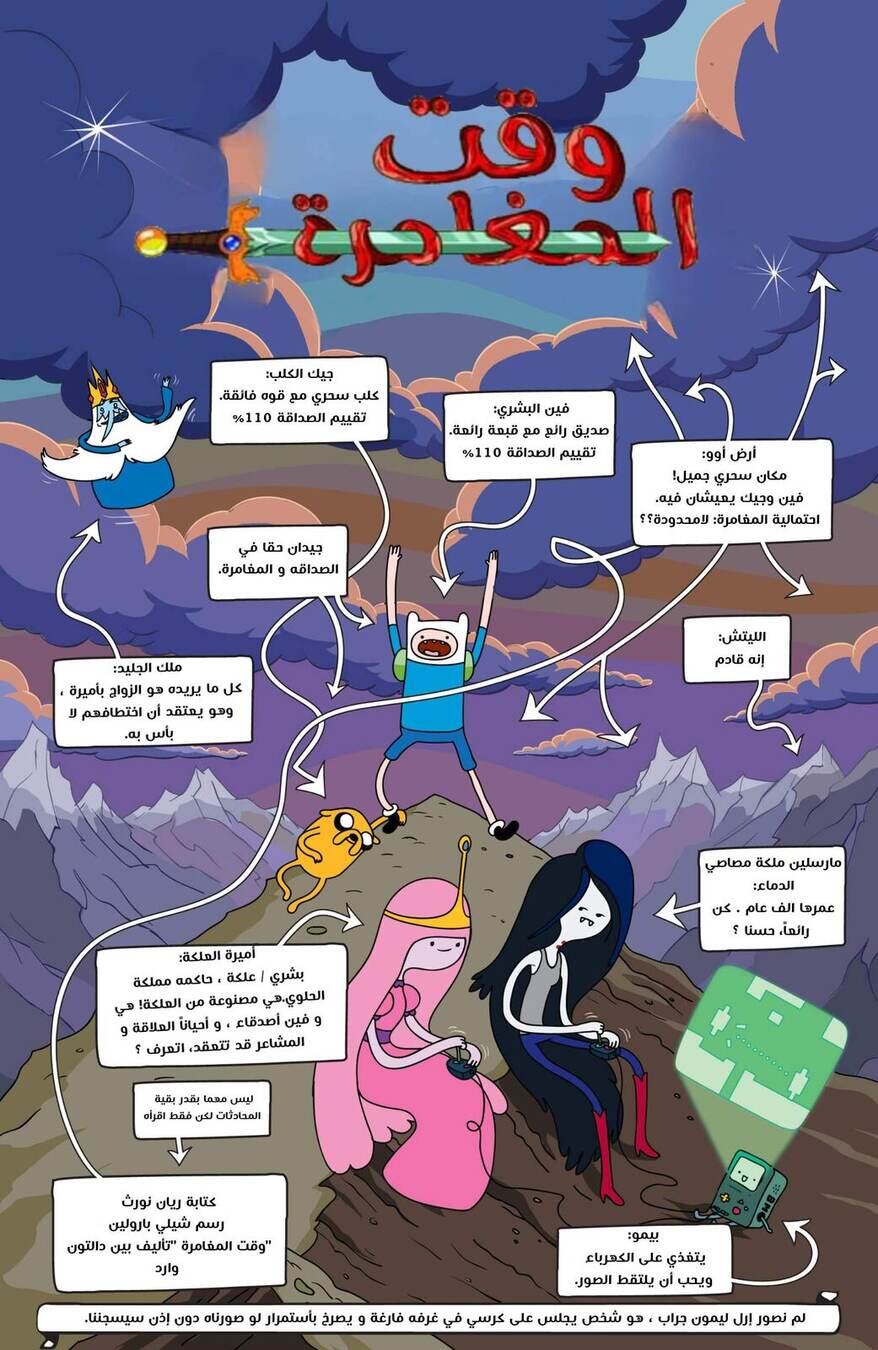 وقت
المغامرة
جيك الكلب:
كلب سحري مع قوه فائقة.
تقييم الصداقة 110%
فين البشري:
صديق رائع مع قبعة رائعة.
تقييم الصداقة 110%
أرض أوو:
مكان سحري جميل!
فين وجيك يعيشان فيه.
احتمالية المغامرة: لامحدودة؟؟
جيدان حقا في
الصداقه و المغامرة.
الليتش:
إنه قادم
ملك الجليد:
كل ما يريده هو الزواج بأميرة ،
وهو يعتقد أن اختطافهم لا
بأس به.
مارسلين ملكة مصاصي
الدماء:
عمرها الف عام . كن
رائعاً، حسنا ؟
أميرة العلكة:
بشري / علكة ، حاكمه مملكة
الحلوي.هي مصنوعة من العلكة! هي
و فين أصدقاء ، و أحياناً العلاقة و
المشاعر قد تتعقد، اتعرف ؟
ليس مهما بقدر بقية
المحادثات لكن فقط اقرأه
كتابة ريان نورث
رسم شيلي بارولين
"وقت المغامرة "تأليف بين دالتون
وارد
BMO
بيمو:
يتغذي على الكهرباء
ويحب أن يلتقط الصور.
لم نصور إرل ليمون جراب ، هو شخص يجلس على كرسي في غرفه فارغة و يصرخ بأستمرار لو صورناه دون إذن سيسجننا.